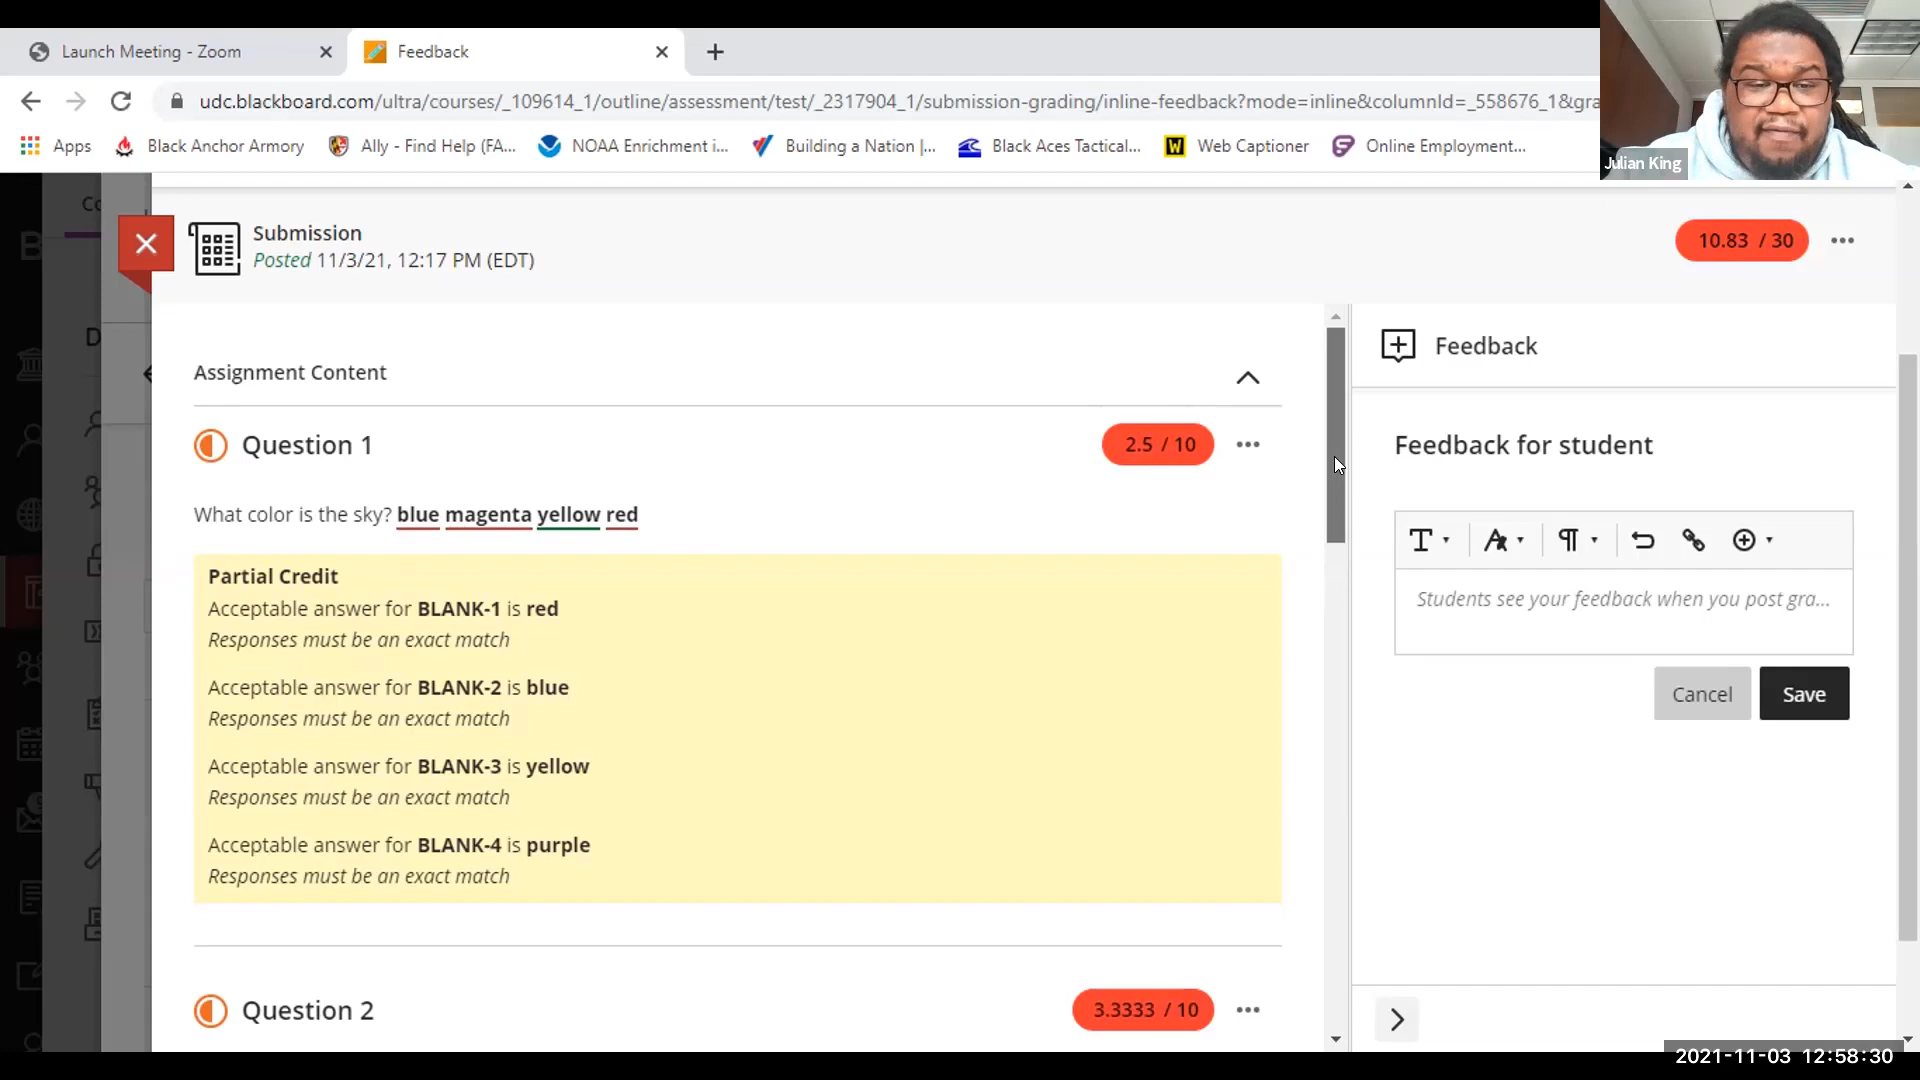 Launch Meeting - Zoom
Feedback
udc.blackboard.com/ultra/courses/_109614_1/outline/assessment/test/_2317904_1/submission-grading/inline-feedback?mode=inline&columnId=_558676_1&gra
Apps
Black Anchor Armory
Ally - Find Help (FA...
NOAA Enrichment i...
Building a Nation |...
Black Aces Tactical...
W
Web Captioner
Online Employment...
Julian King
Submission
Posted 11/3/21, 12:17 PM (EDT)
10.83 / 30
Assignment Content
Feedback
Question 1
2.5 / 10
Feedback for student
What color is the sky? blue magenta yellow red
Partial Credit
Acceptable answer for BLANK-1 is red
Responses must be an exact match
Acceptable answer for BLANK-2 is blue
Responses must be an exact match
Acceptable answer for BLANK-3 is yellow
Responses must be an exact match
Acceptable answer for BLANK-4 is purple
Responses must be an exact match
Students see your feedback when you post gra...
Cancel
Save
Question 2
3.3333 / 10
2021-11-03 12:58:30